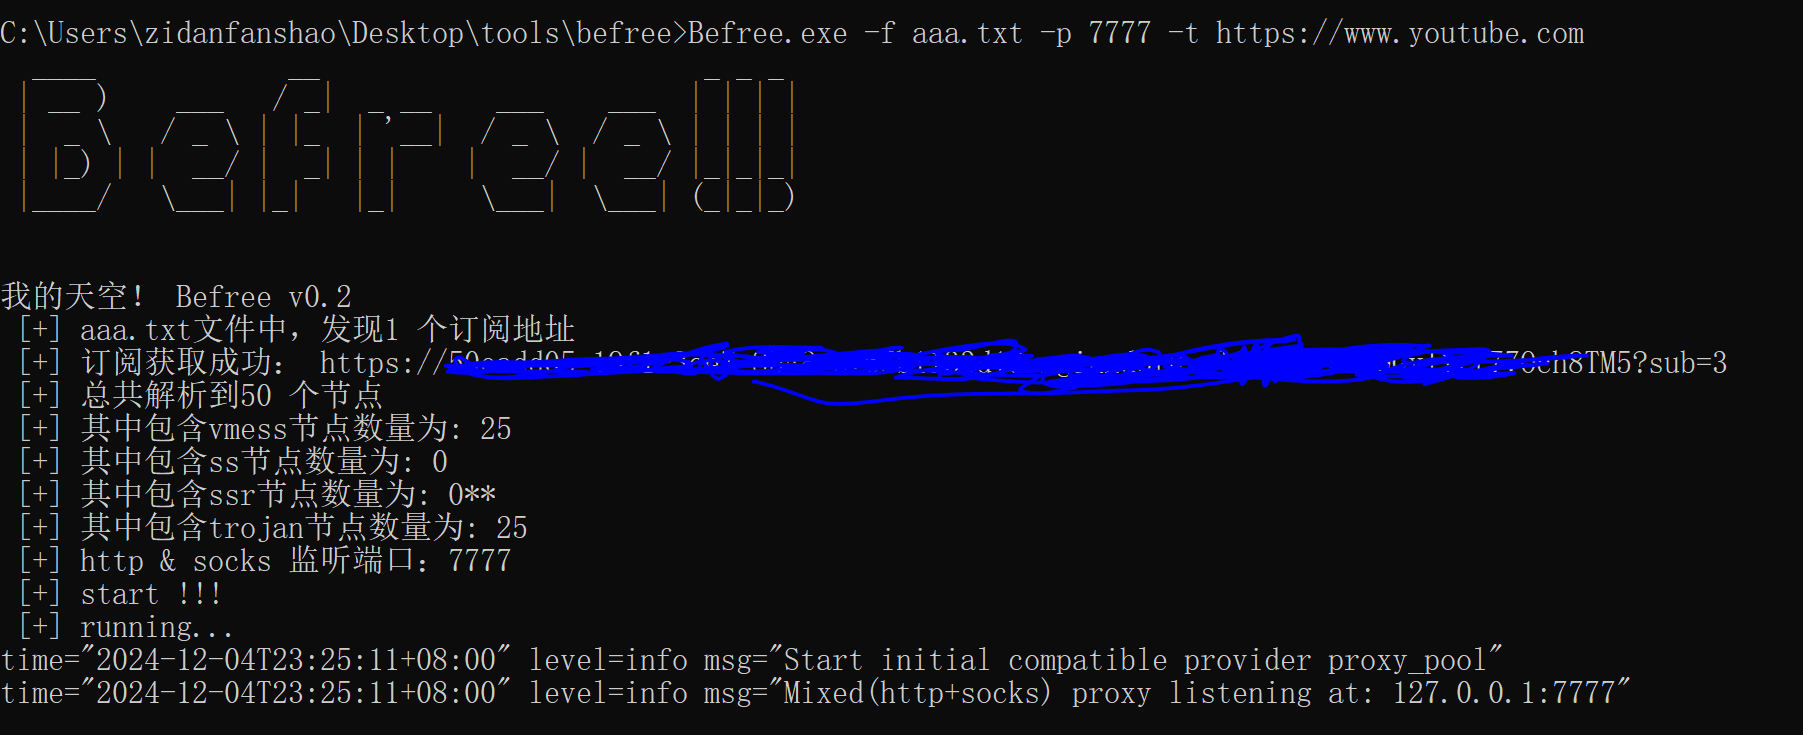 C:\Users\zidanfanshao\Desktop\tools\befree>Befree.exe -f aaa.txt -p 7777 -t https://www.youtube.com
Befree!!!
我的天空! Befree v0.2
[+] aaa.txt文件中，发现1 个订阅地址
[+] 订阅获取成功： https://
[+] 总共解析到50 个节点
[+] 其中包含vmess节点数量为: 25
[+] 其中包含ss节点数量为: 0
[+] 其中包含ssr节点数量为: 0**
[+] 其中包含trojan节点数量为: 25
[+] http & socks 监听端口：7777
[+] start !!!
[+] running...
time="2024-12-04T23:25:11+08:00" level=info msg="Start initial compatible provider proxy_pool"
time="2024-12-04T23:25:11+08:00" level=info msg="Mixed(http+socks) proxy listening at: 127.0.0.1:7777"